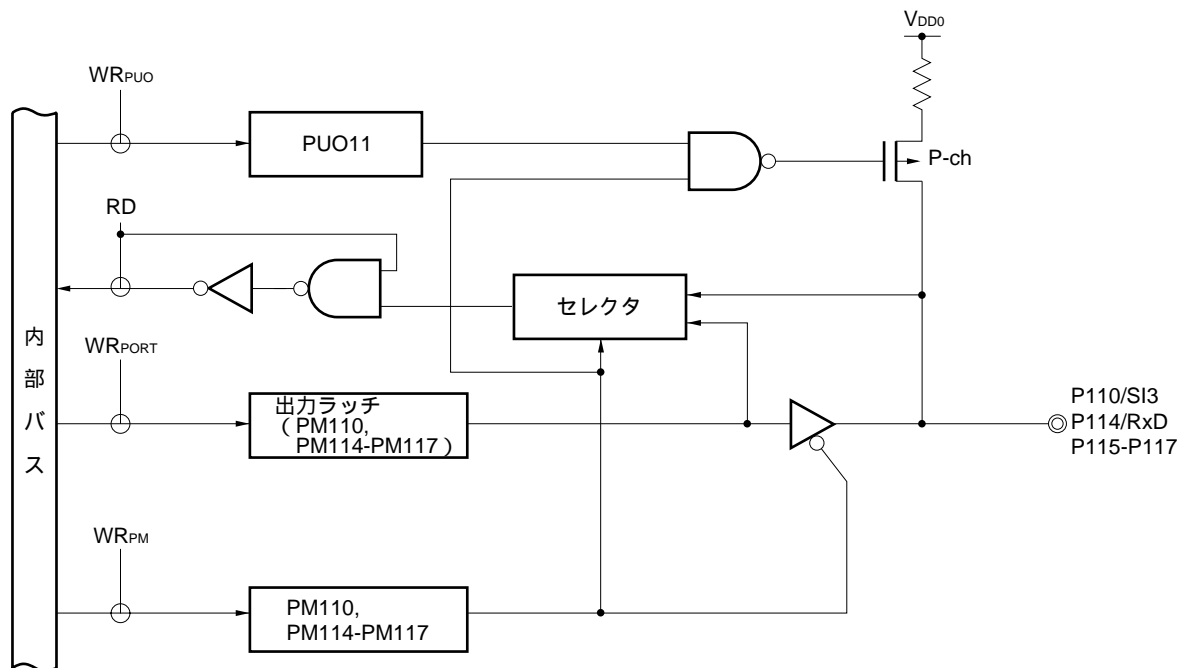 VDD0
WRPUO
PUO11
P-ch
RD
セレクタ
内部バス
WRPORT
出力ラッチ
(PM110,
PM114-PM117)
P110/SI3
P114/RxD
P115-P117
WRPM
PM110,
PM114-PM117